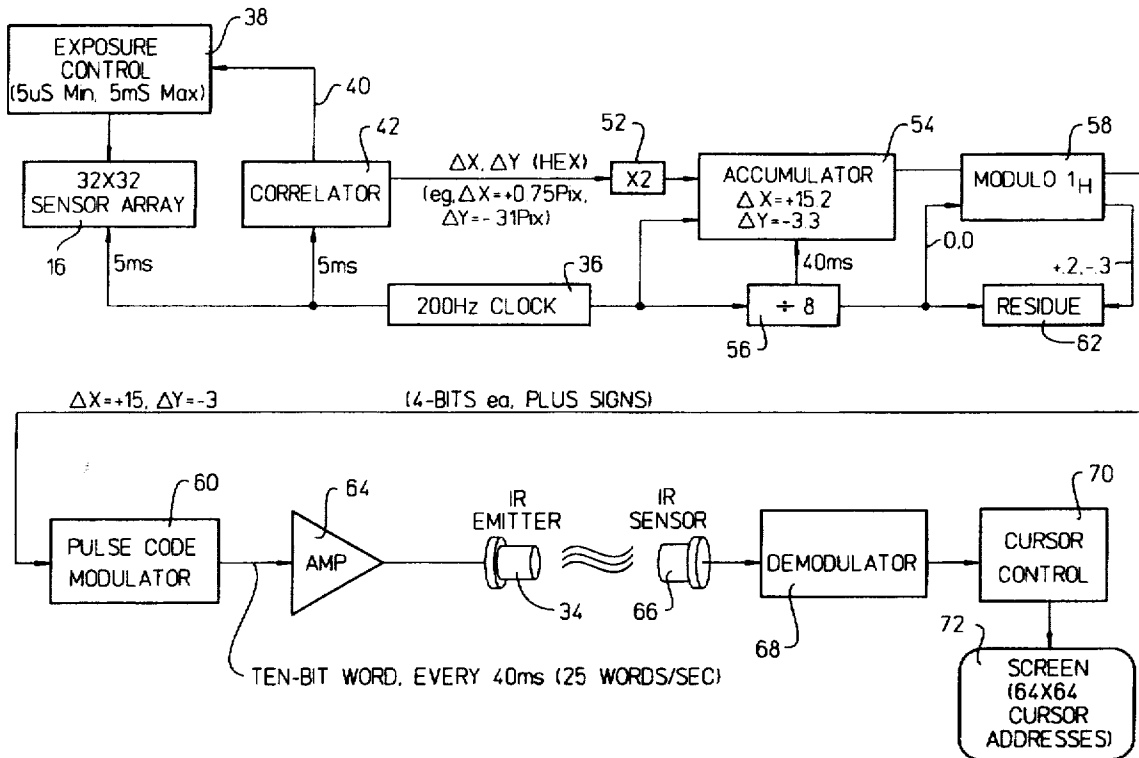 38
EXPOSURE
CONTROL
(5uS Min, 5mS Max)
40
42
32X32
SENSOR ARRAY
16
CORRELATOR
ΔX, ΔY (HEX)
(eg, ΔX=+0.75Pix,
ΔY=-.31Pix)
52
X2
54
ACCUMULATOR
ΔX=+15.2
ΔY=-3.3
58
MODULO 1H
5ms
5ms
36
200Hz CLOCK
40ms
÷ 8
56
0,0
+.2,-.3
RESIDUE
62
ΔX=+15, ΔY=-3
(4-BITS ea, PLUS SIGNS)
60
PULSE CODE
MODULATOR
64
AMP
IR
EMITTER
34
IR
SENSOR
66
DEMODULATOR
68
70
CURSOR
CONTROL
TEN-BIT WORD, EVERY 40ms (25 WORDS/SEC)
72
SCREEN
(64X64
CURSOR
ADDRESSES)